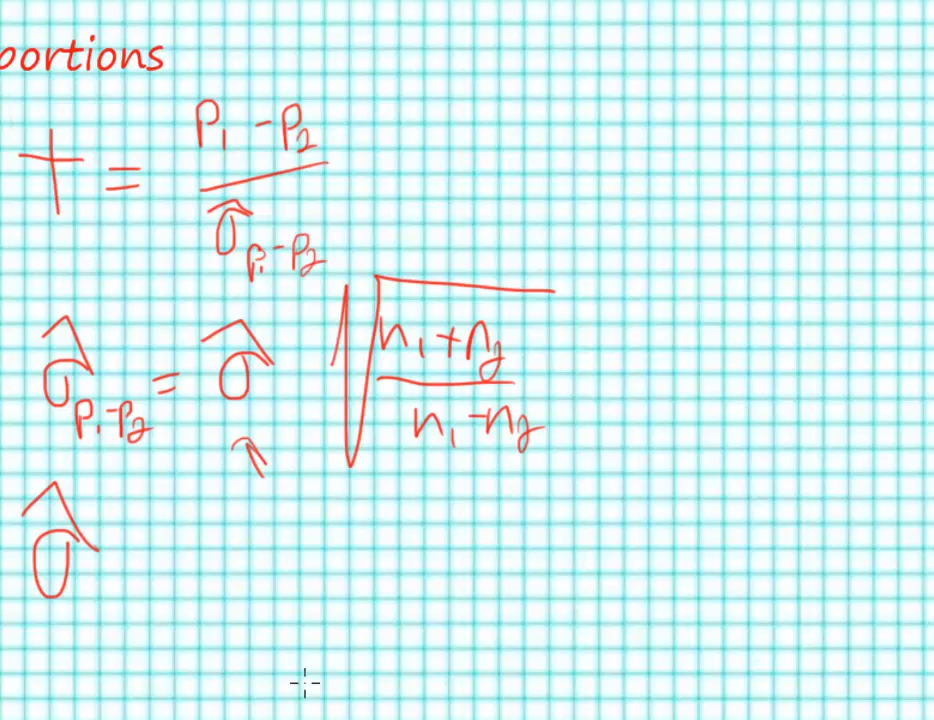 portions
t = p₁ - p₂ / σ̂ p₁-p₂
σ̂ p₁-p₂ = σ̂ √ n₁+n₂ / n₁-n₂
σ̂